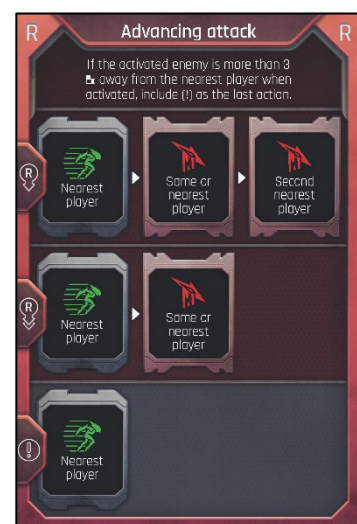 R Advancing attack R
If the activated enemy is more than 3
away from the nearest player when
activated, include (!) as the last action.
R
Nearest
player
Same or
nearest
player
Second
nearest
player
R
Nearest
player
Same or
nearest
player
!
Nearest
player